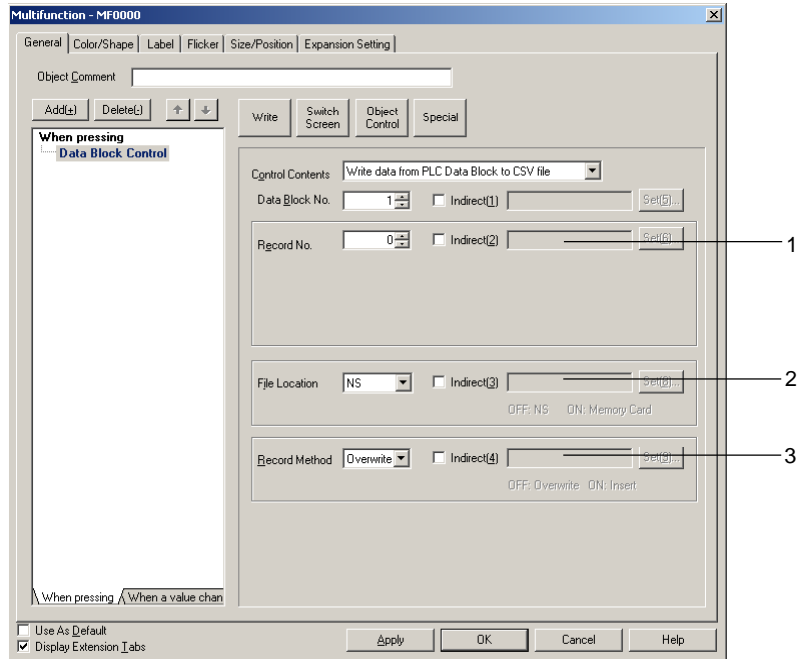 Multifunction - MF0000
General Color/Shape Label Flicker Size/Position Expansion Setting
Object Comment
Add(+) Delete(-) Write Switch Screen Object Control Special
When pressing
Data Block Control
Control Contents Write data from PLC Data Block to CSV file
Data Block No. 1 Indirect(1) Set(5)...
Record No. 0 Indirect(2) Set(6)... 1
File Location NS Indirect(3) Set(8)... 2
OFF: NS ON: Memory Card
Record Method Overwrite Indirect(4) Set(9)... 3
OFF: Overwrite ON: Insert
When pressing When a value chan
Use As Default
Display Extension Tabs
Apply OK Cancel Help